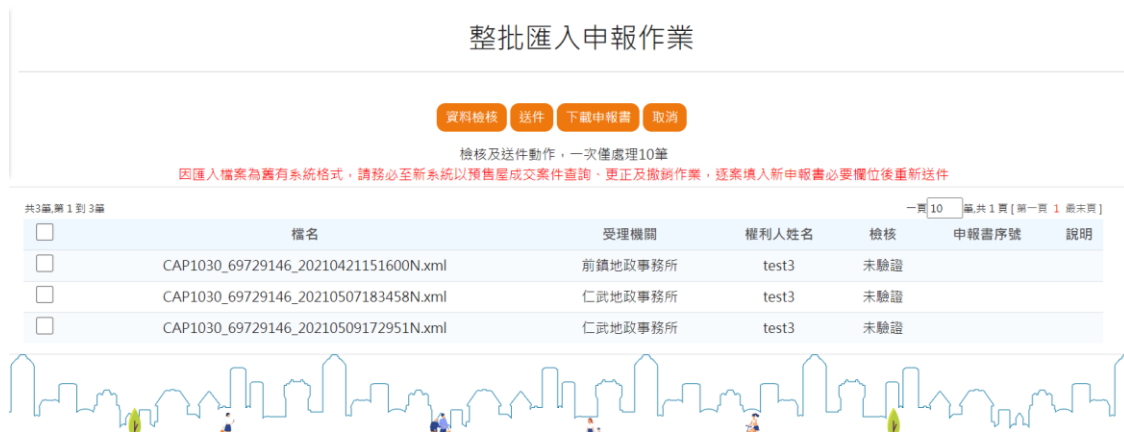 整批匯入申報作業
資料檢核 送件 下載申報書 取消
檢核及送件動作,一次僅處理10筆
因匯入檔案為舊有系統格式,請務必至新系統以預售屋成交案件查詢、更正及撤銷作業,逐案填入新申報書必要欄位後重新送件
共3筆,第 1 到 3筆 一頁 10 筆,共 1 頁 [ 第一頁 1 最末頁 ]
檔名 受理機關 權利人姓名 檢核 申報書序號 說明
CAP1030_69729146_20210421151600N.xml 前鎮地政事務所 test3 未驗證
CAP1030_69729146_20210507183458N.xml 仁武地政事務所 test3 未驗證
CAP1030_69729146_20210509172951N.xml 仁武地政事務所 test3 未驗證